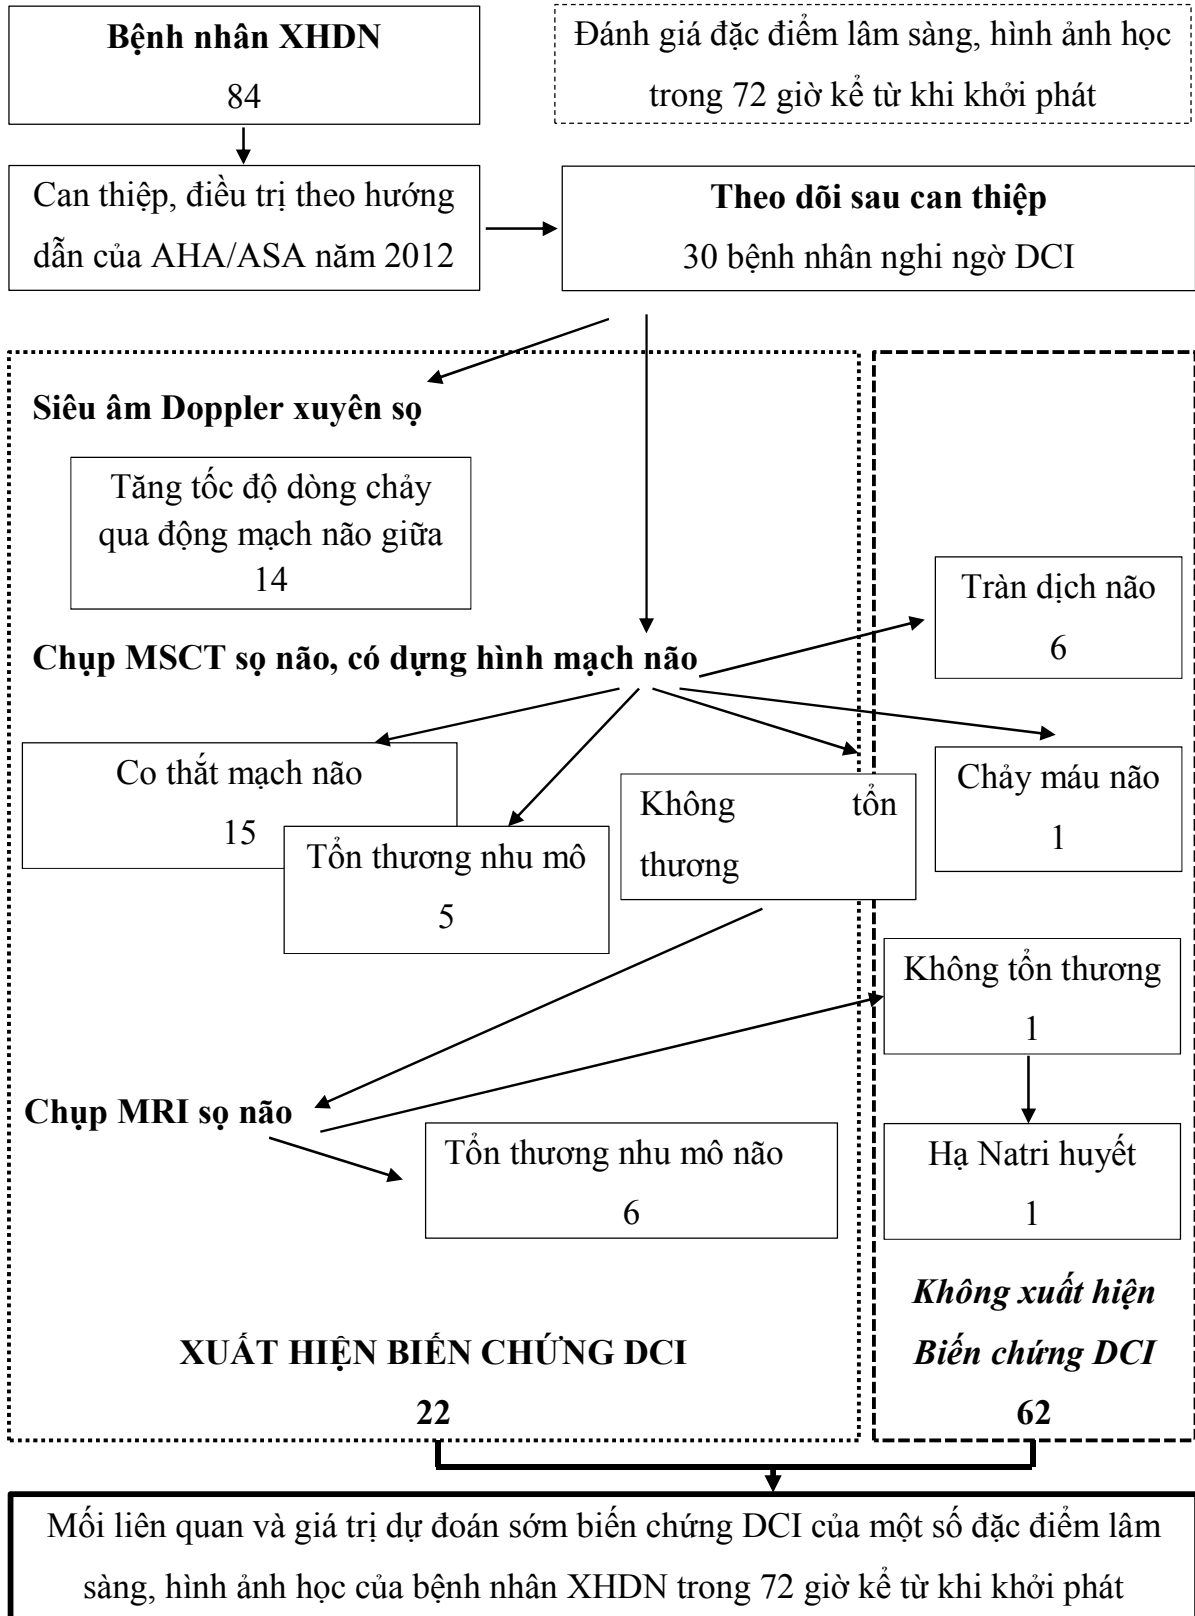 Bệnh nhân XHDN
84
Đánh giá đặc điểm lâm sàng, hình ảnh học
trong 72 giờ kể từ khi khởi phát
Can thiệp, điều trị theo hướng
dẫn của AHA/ASA năm 2012
Theo dõi sau can thiệp
30 bệnh nhân nghi ngờ DCI
Siêu âm Doppler xuyên sọ
Tăng tốc độ dòng chảy
qua động mạch não giữa
14
Tràn dịch não
6
Chụp MSCT sọ não, có dựng hình mạch não
Co thắt mạch não
15
Tổn thương nhu mô
5
Không tổn
thương
Chảy máu não
1
Không tổn thương
1
Chụp MRI sọ não
Tổn thương nhu mô não
6
Hạ Natri huyết
1
XUẤT HIỆN BIẾN CHỨNG DCI
22
Không xuất hiện
Biến chứng DCI
62
Mối liên quan và giá trị dự đoán sớm biến chứng DCI của một số đặc điểm lâm
sàng, hình ảnh học của bệnh nhân XHDN trong 72 giờ kể từ khi khởi phát